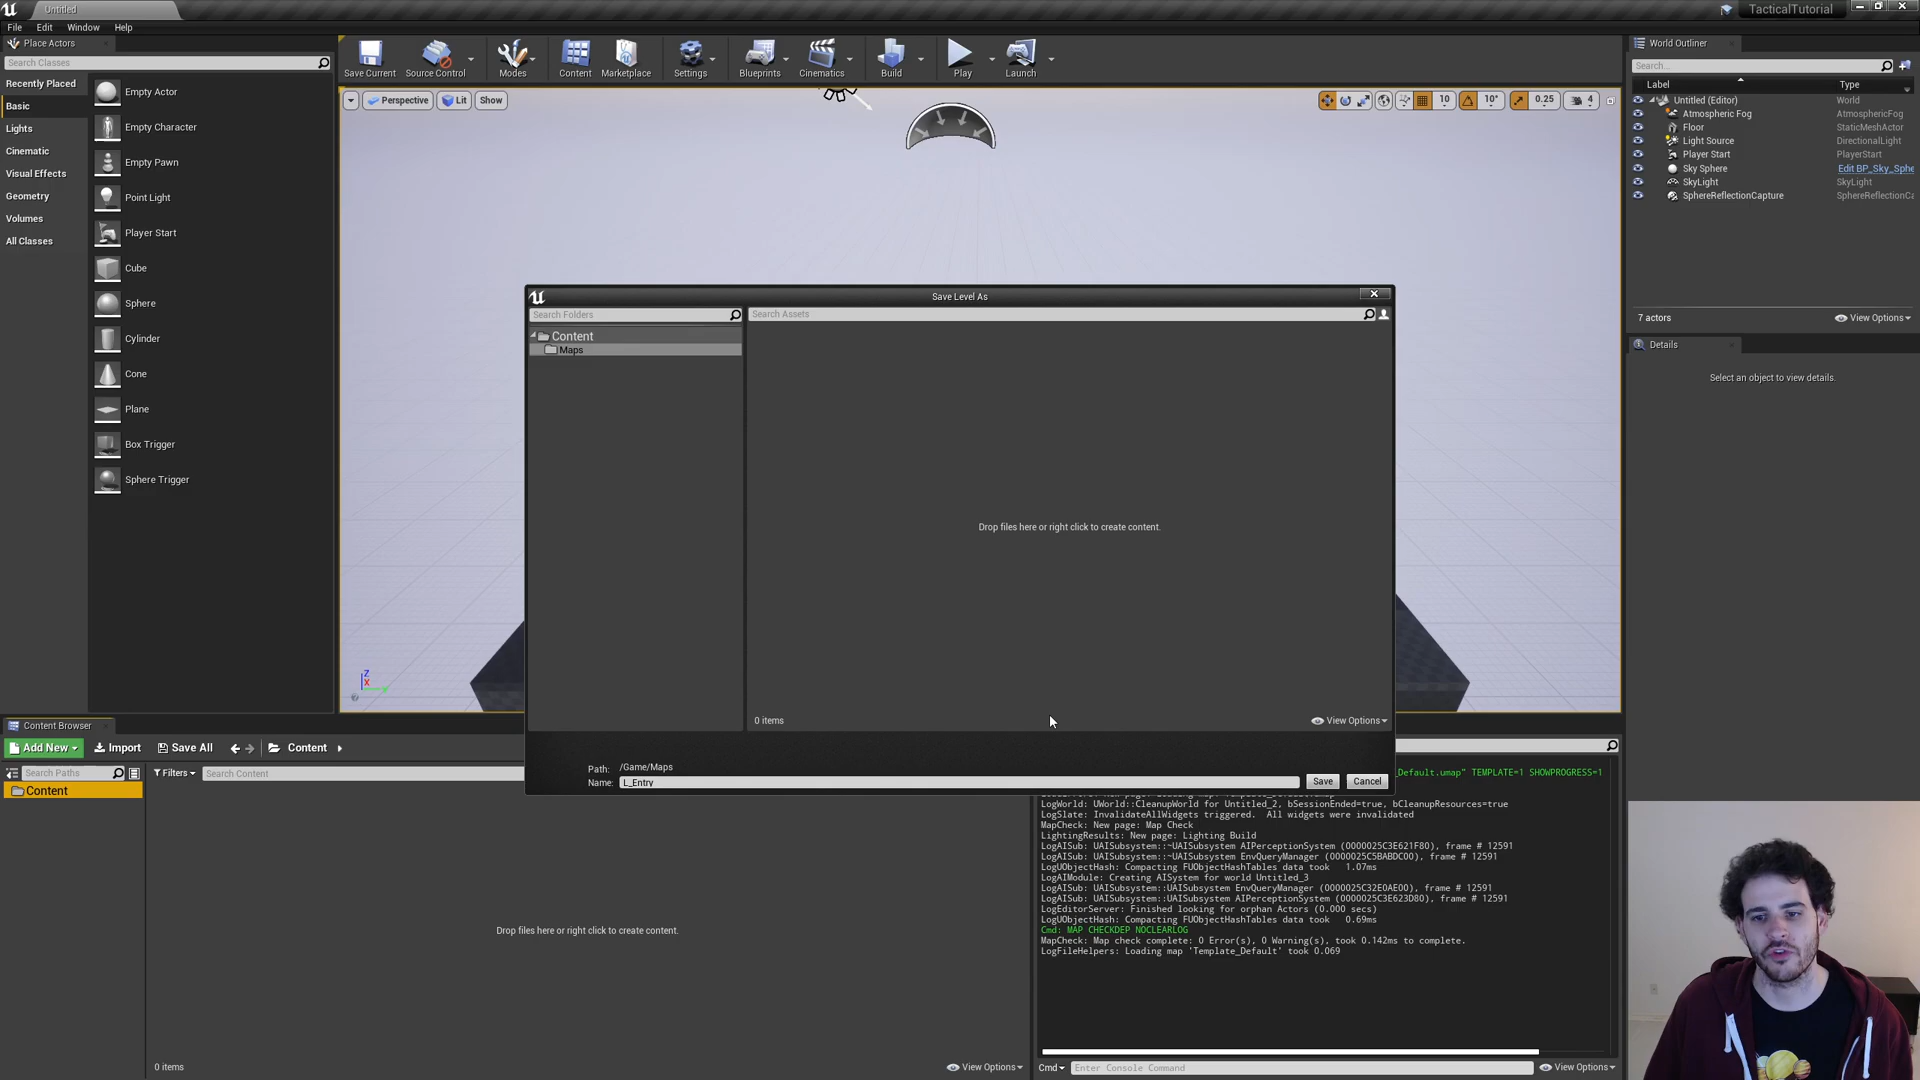 Untitled
TacticalTutorial
File Edit Window Help
Place Actors
Search Classes
Recently Placed
Basic
Lights
Cinematic
Visual Effects
Geometry
Volumes
All Classes
Empty Actor
Empty Character
Empty Pawn
Point Light
Player Start
Cube
Sphere
Cylinder
Cone
Plane
Box Trigger
Sphere Trigger
Save Current Source Control Modes Content Marketplace Settings Blueprints Cinematics Build Play Launch
Perspective Lit Show
10 10° 0.25 4
World Outliner
Search...
Label Type
Untitled (Editor) World
Atmospheric Fog AtmosphericFog
Floor StaticMeshActor
Light Source DirectionalLight
Player Start PlayerStart
Sky Sphere Edit BP_Sky_Sphe
SkyLight SkyLight
SphereReflectionCapture SphereReflectionCa
7 actors View Options
Details
Select an object to view details.
Save Level As
Search Folders
Search Assets
Content
Maps
Drop files here or right click to create content.
0 items View Options
Path: /Game/Maps
Name: L_Entry
Save Cancel
Z
X
Content Browser
Add New Import Save All Content
Search Paths
Filters Search Content
Content
Drop files here or right click to create content.
0 items View Options
_Default.umap" TEMPLATE=1 SHOWPROGRESS=1
LogWorld: UWorld::CleanupWorld for Untitled_2, bSessionEnded=true, bCleanupResources=true
LogSlate: InvalidateAllWidgets triggered. All widgets were invalidated
MapCheck: New page: Map Check
LightingResults: New page: Lighting Build
LogAISub: UAISubsystem::~UAISubsystem AIPerceptionSystem (0000025C3E621F80), frame # 12591
LogAISub: UAISubsystem::~UAISubsystem EnvQueryManager (0000025C5BABDC00), frame # 12591
LogUObjectHash: Compacting FUObjectHashTables data took 1.07ms
LogAIModule: Creating AISystem for world Untitled_3
LogAISub: UAISubsystem::UAISubsystem EnvQueryManager (0000025C32E0AE00), frame # 12591
LogAISub: UAISubsystem::UAISubsystem AIPerceptionSystem (0000025C3E623D80), frame # 12591
LogEditorServer: Finished looking for orphan Actors (0.000 secs)
LogUObjectHash: Compacting FUObjectHashTables data took 0.69ms
Cmd: MAP CHECKDEP NOCLEARLOG
MapCheck: Map check complete: 0 Error(s), 0 Warning(s), took 0.142ms to complete.
LogFileHelpers: Loading map 'Template_Default' took 0.069
Cmd Enter Console Command View Options